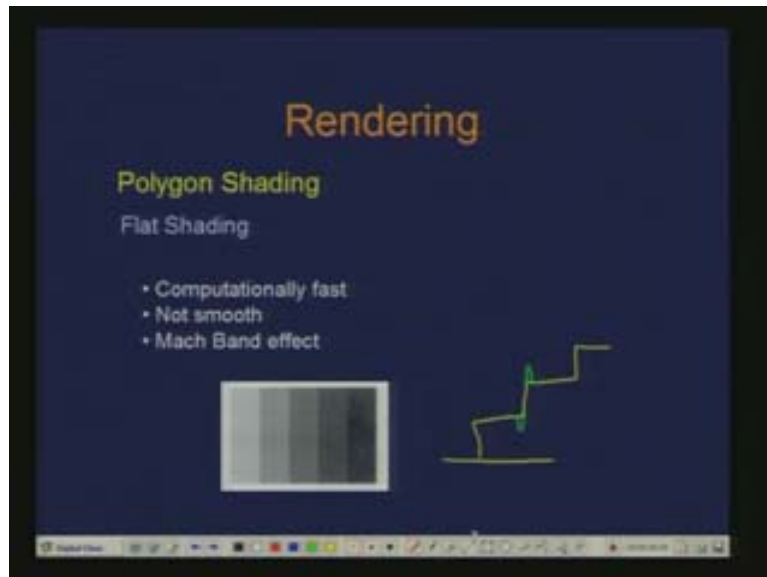 Rendering
Polygon Shading
Flat Shading
• Computationally fast
• Not smooth
• Mach Band effect